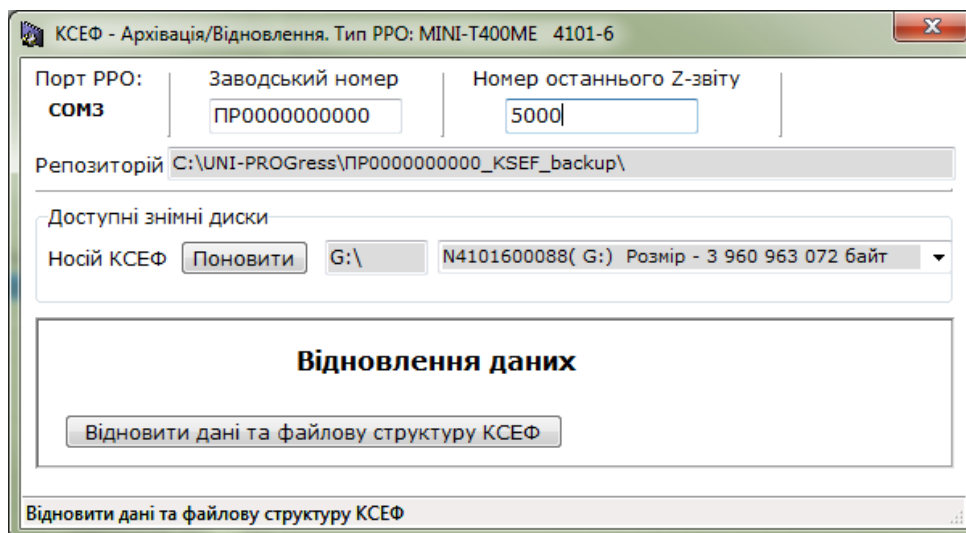 КСЕФ - Архівація/Відновлення. Тип РРО: MINI-T400ME 4101-6
Порт РРО: Заводський номер Номер останнього Z-звіту
COM3 ПР0000000000 5000
Репозиторій C:\UNI-PROGress\ПР0000000000_KSEF_backup\
Доступні знімні диски
Носій КСЕФ Поновити G:\ N4101600088( G:) Розмір - 3 960 963 072 байт
Відновлення даних
Відновити дані та файлову структуру КСЕФ
Відновити дані та файлову структуру КСЕФ